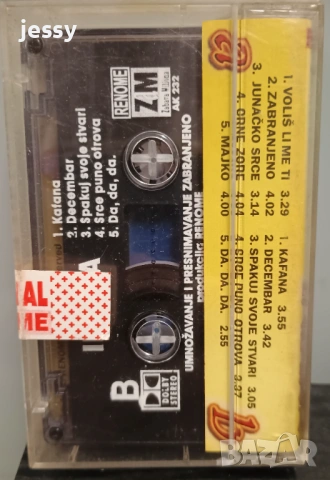 jessy
1. VOLIŠ LI ME TI 3.29
2. ZABRANJENO 4.02
3. JUNAČKO SRCE 3.14
4. CRNE ZORE 4.04
5. MAJKO 4.00
1. KAFANA 3.55
2. DECEMBAR 3.42
3. SPAKUJ SVOJE STVARI 3.05
4. SRCE PUNO OTROVA 3.37
5. DA, DA, DA. 2.55
RENOME
ZAM
AK 232
1. Kafana
2. Decembar
3. Spakuj svoje stvari
4. Srce puno otrova
5. Da, da, da.
B
DOLBY STEREO
UMNOŽAVANJE I PRESNIMAVANJE ZABRANJENO
produkcija RENOME
AL
ME
BAZAR